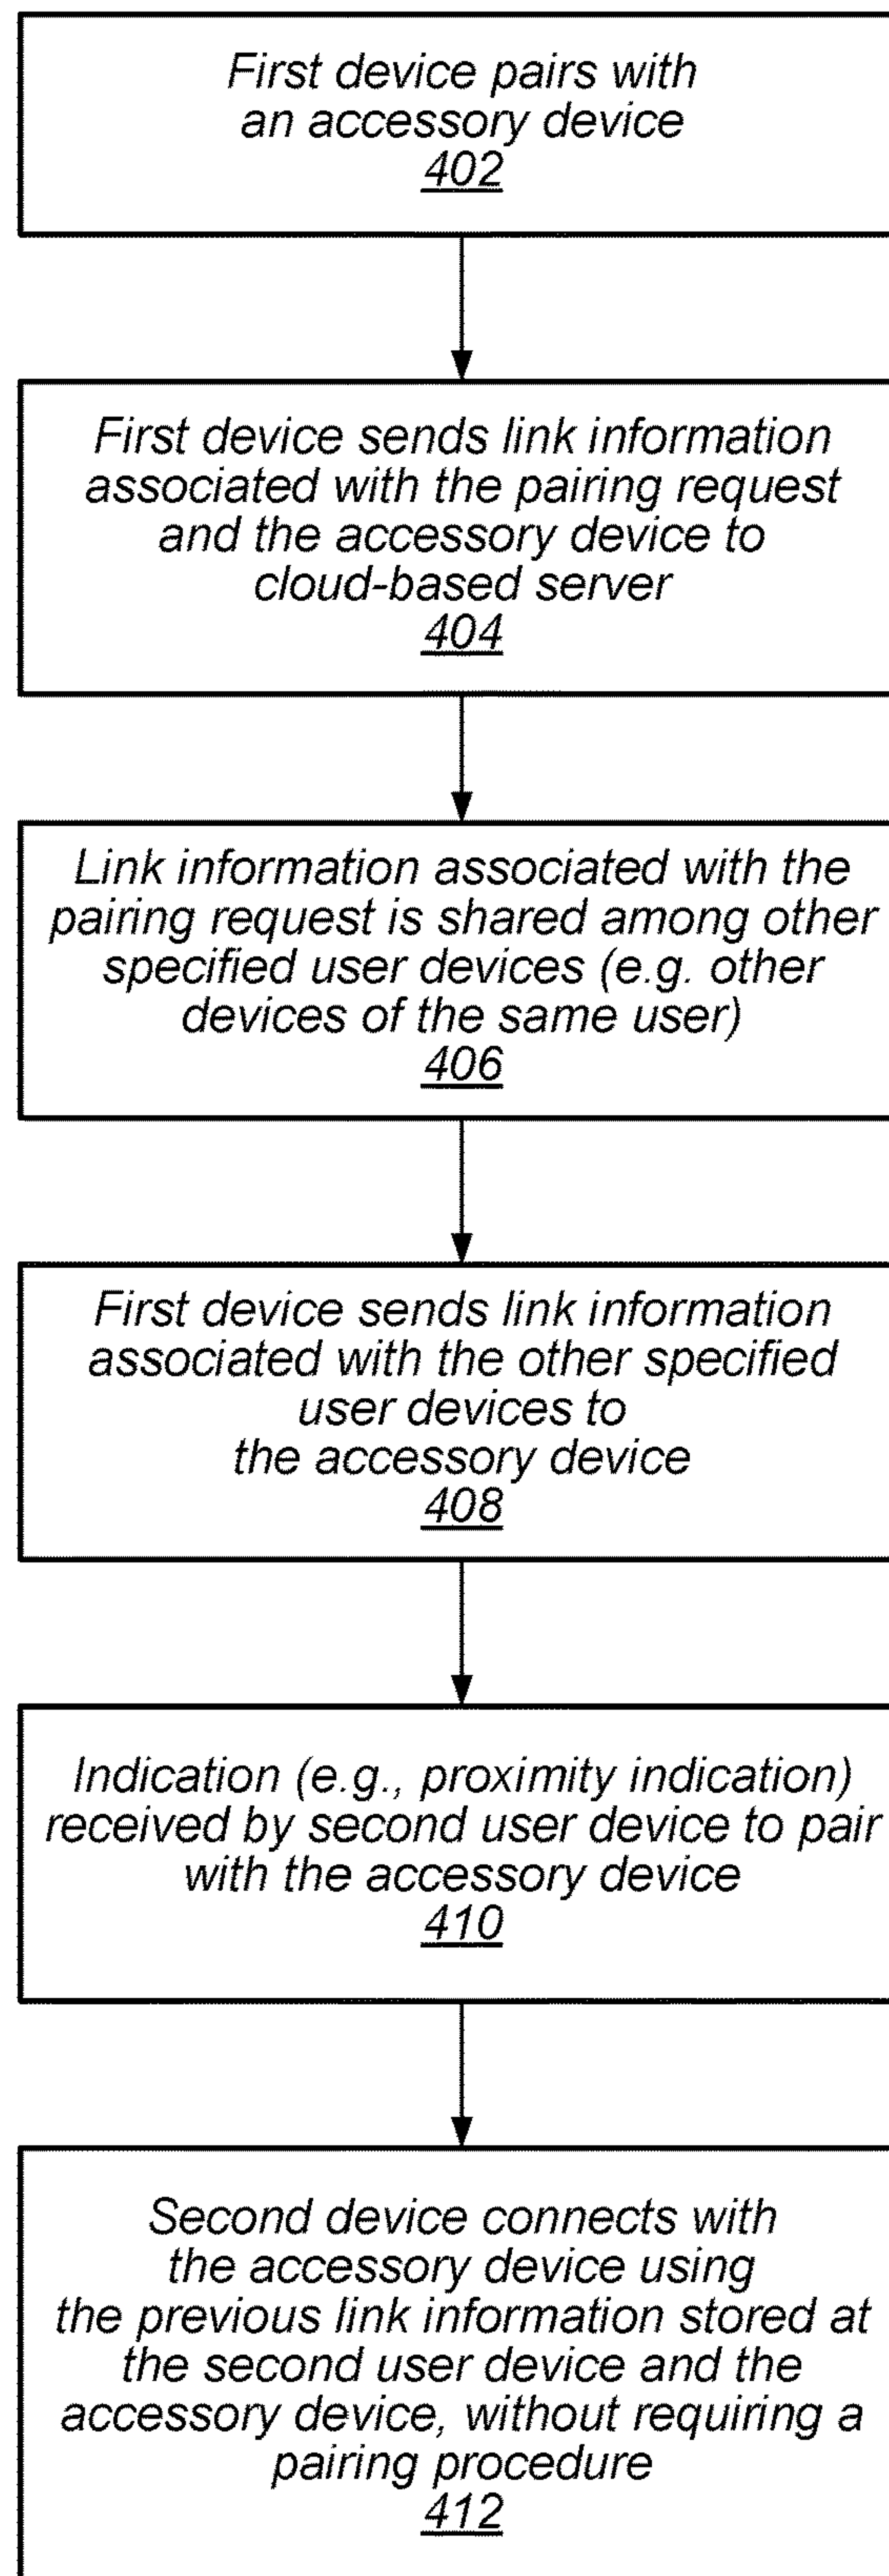 First device pairs with
an accessory device
402
First device sends link information
associated with the pairing request
and the accessory device to
cloud-based server
404
Link information associated with the
pairing request is shared among other
specified user devices (e.g. other
devices of the same user)
406
First device sends link information
associated with the other specified
user devices to
the accessory device
408
Indication (e.g., proximity indication)
received by second user device to pair
with the accessory device
410
Second device connects with
the accessory device using
the previous link information stored at
the second user device and the
accessory device, without requiring a
pairing procedure
412